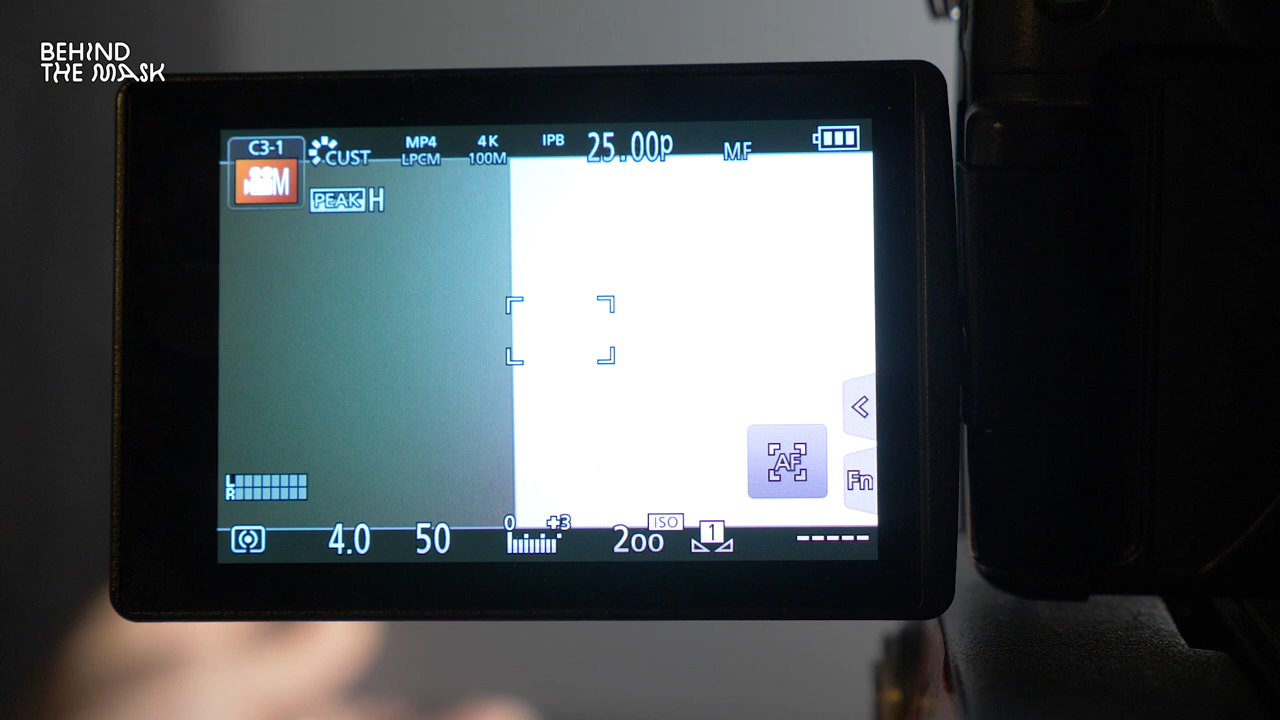 BEHIND
THE MASK
C3-1
CUST
MP4
LPCM
4K
100M
IPB
25.00p
MF
M
PEAK H
AF
Fn
L
R
4.0
50
0
+3
200
ISO
1